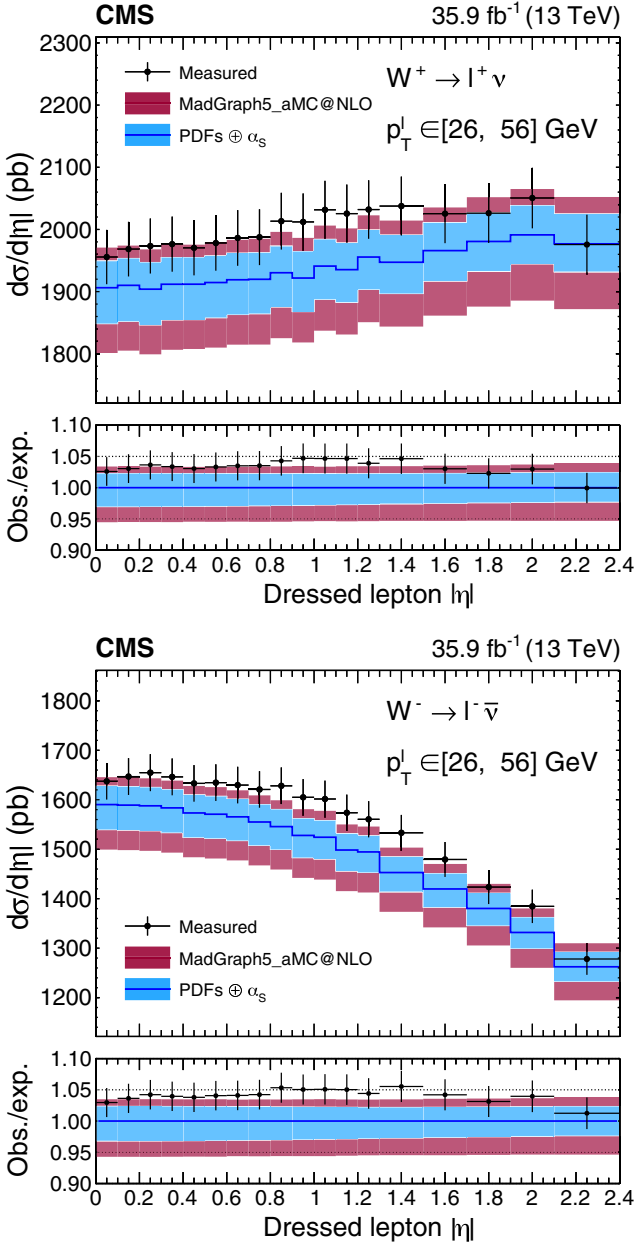 CMS 35.9 fb⁻¹ (13 TeV)
2300
2200
2100
2000
1900
1800
dσ/d|η| (pb)
Measured
MadGraph5_aMC@NLO
PDFs ⊕ αₛ
W⁺ → l⁺ ν
pᵀˡ ∈[26, 56] GeV
1.10
1.05
1.00
0.95
0.90
Obs./exp.
0 0.2 0.4 0.6 0.8 1 1.2 1.4 1.6 1.8 2 2.2 2.4
Dressed lepton |η|
CMS 35.9 fb⁻¹ (13 TeV)
1800
1700
1600
1500
1400
1300
1200
dσ/d|η| (pb)
W⁻ → l⁻ ν̄
pᵀˡ ∈[26, 56] GeV
Measured
MadGraph5_aMC@NLO
PDFs ⊕ αₛ
1.10
1.05
1.00
0.95
0.90
Obs./exp.
0 0.2 0.4 0.6 0.8 1 1.2 1.4 1.6 1.8 2 2.2 2.4
Dressed lepton |η|